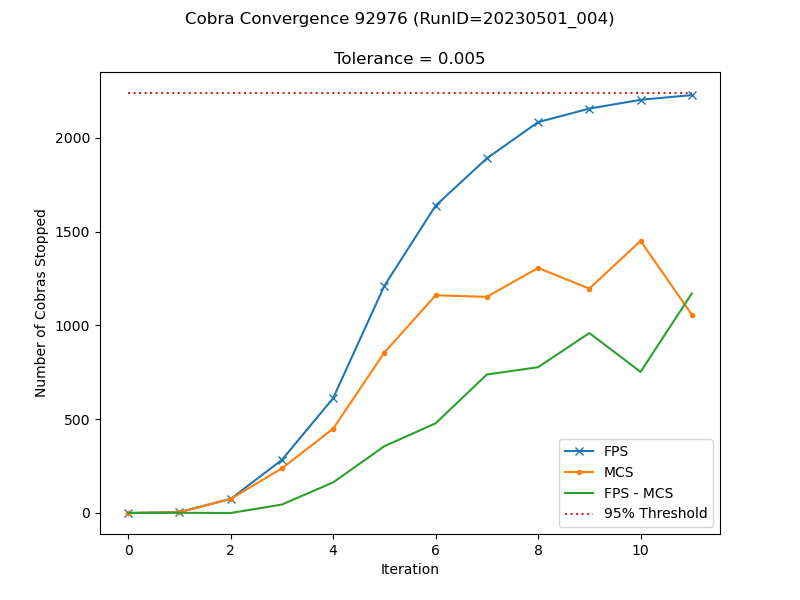 Cobra Convergence 92976 (RunID=20230501_004)
Tolerance = 0.005
2000
1500
1000
500
0
Number of Cobras Stopped
FPS
MCS
FPS - MCS
95% Threshold
0 2 4 6 8 10
Iteration